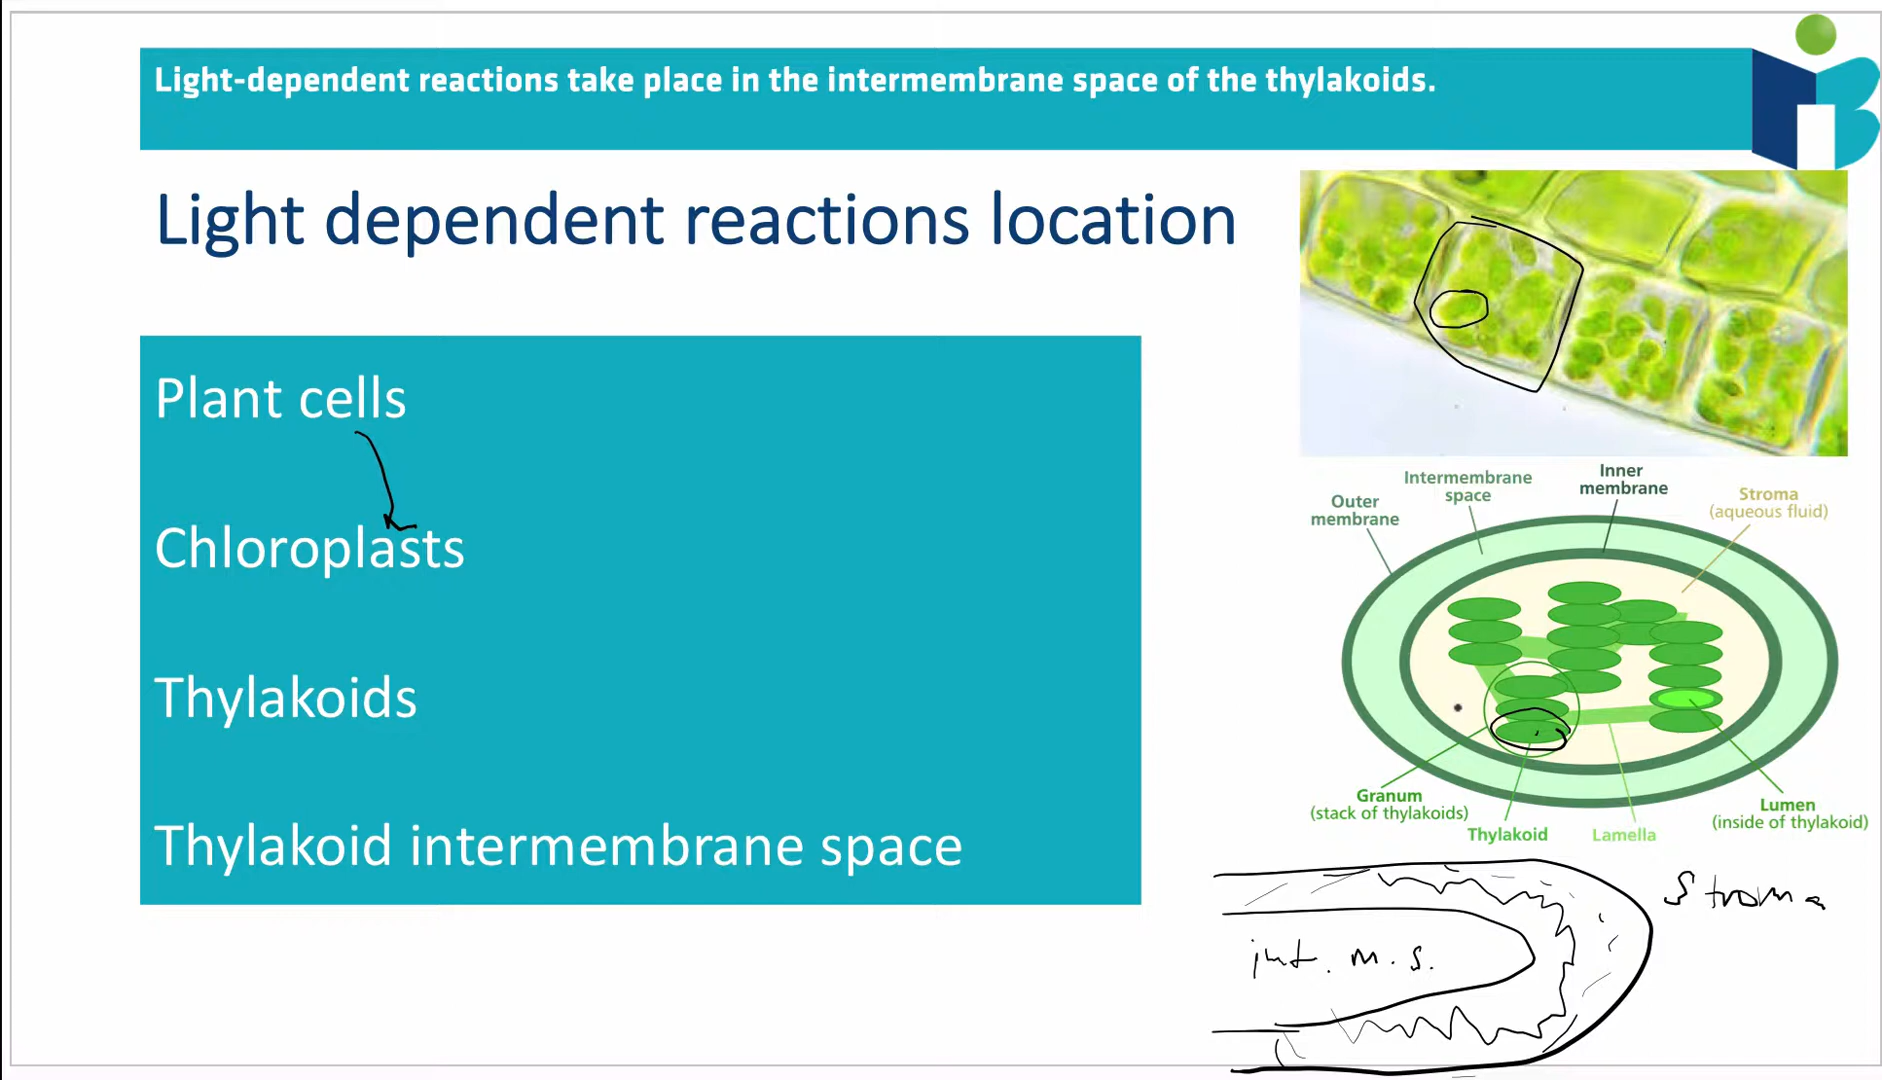 Light-dependent reactions take place in the intermembrane space of the thylakoids.
Light dependent reactions location
Plant cells
Chloroplasts
Thylakoids
Thylakoid intermembrane space
Outer
membrane
Intermembrane
space
Inner
membrane
Stroma
(aqueous fluid)
Granum
(stack of thylakoids)
Thylakoid
Lamella
Lumen
(inside of thylakoid)
Stroma
int. m.s.